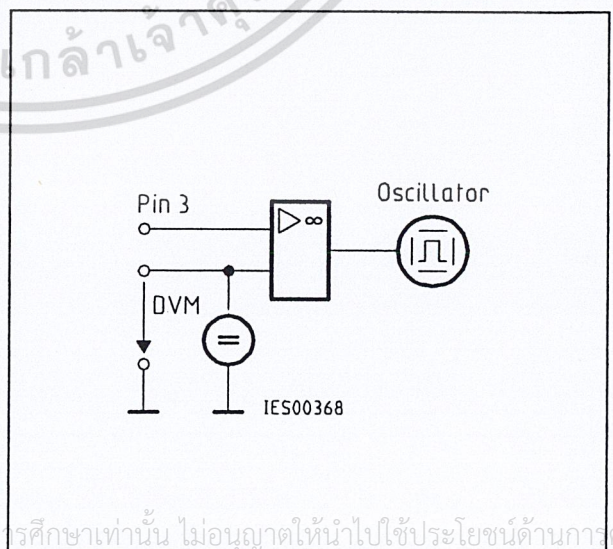 เกล้าเจ้าคุ
Oscillator
Pin 3
▷ ∞
DVM
=
IES00368
ารศึกษาเท่านั้น ไม่อนุญาตให้นำไปใช้ประโยชน์ด้านการ